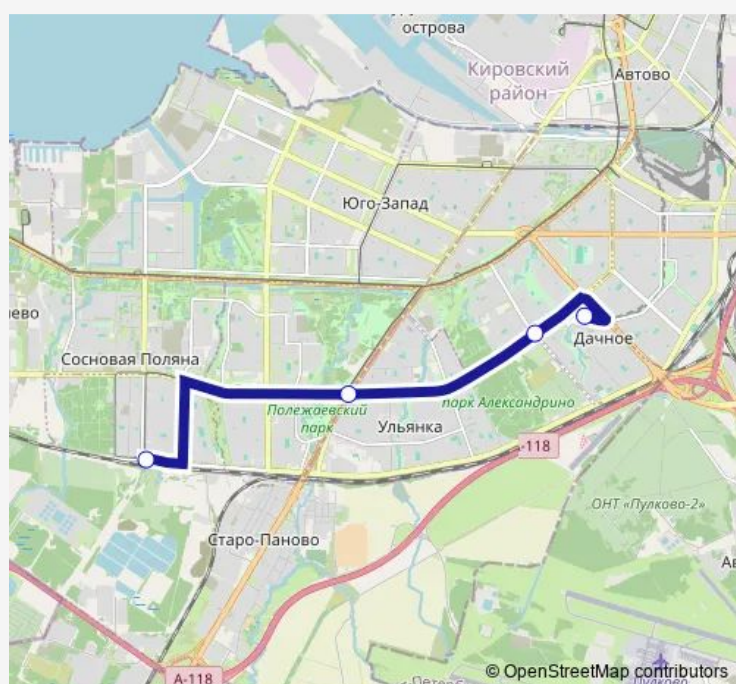 острова
Кировский
район
Автово
Юго-Запад
Сосновая Поляна
Дачное
Полежаевский
парк
парк Александрино
Ульянка
А-118
ОНТ «Пулково-2»
Старо-Паново
А-118
© OpenStreetMap contributors